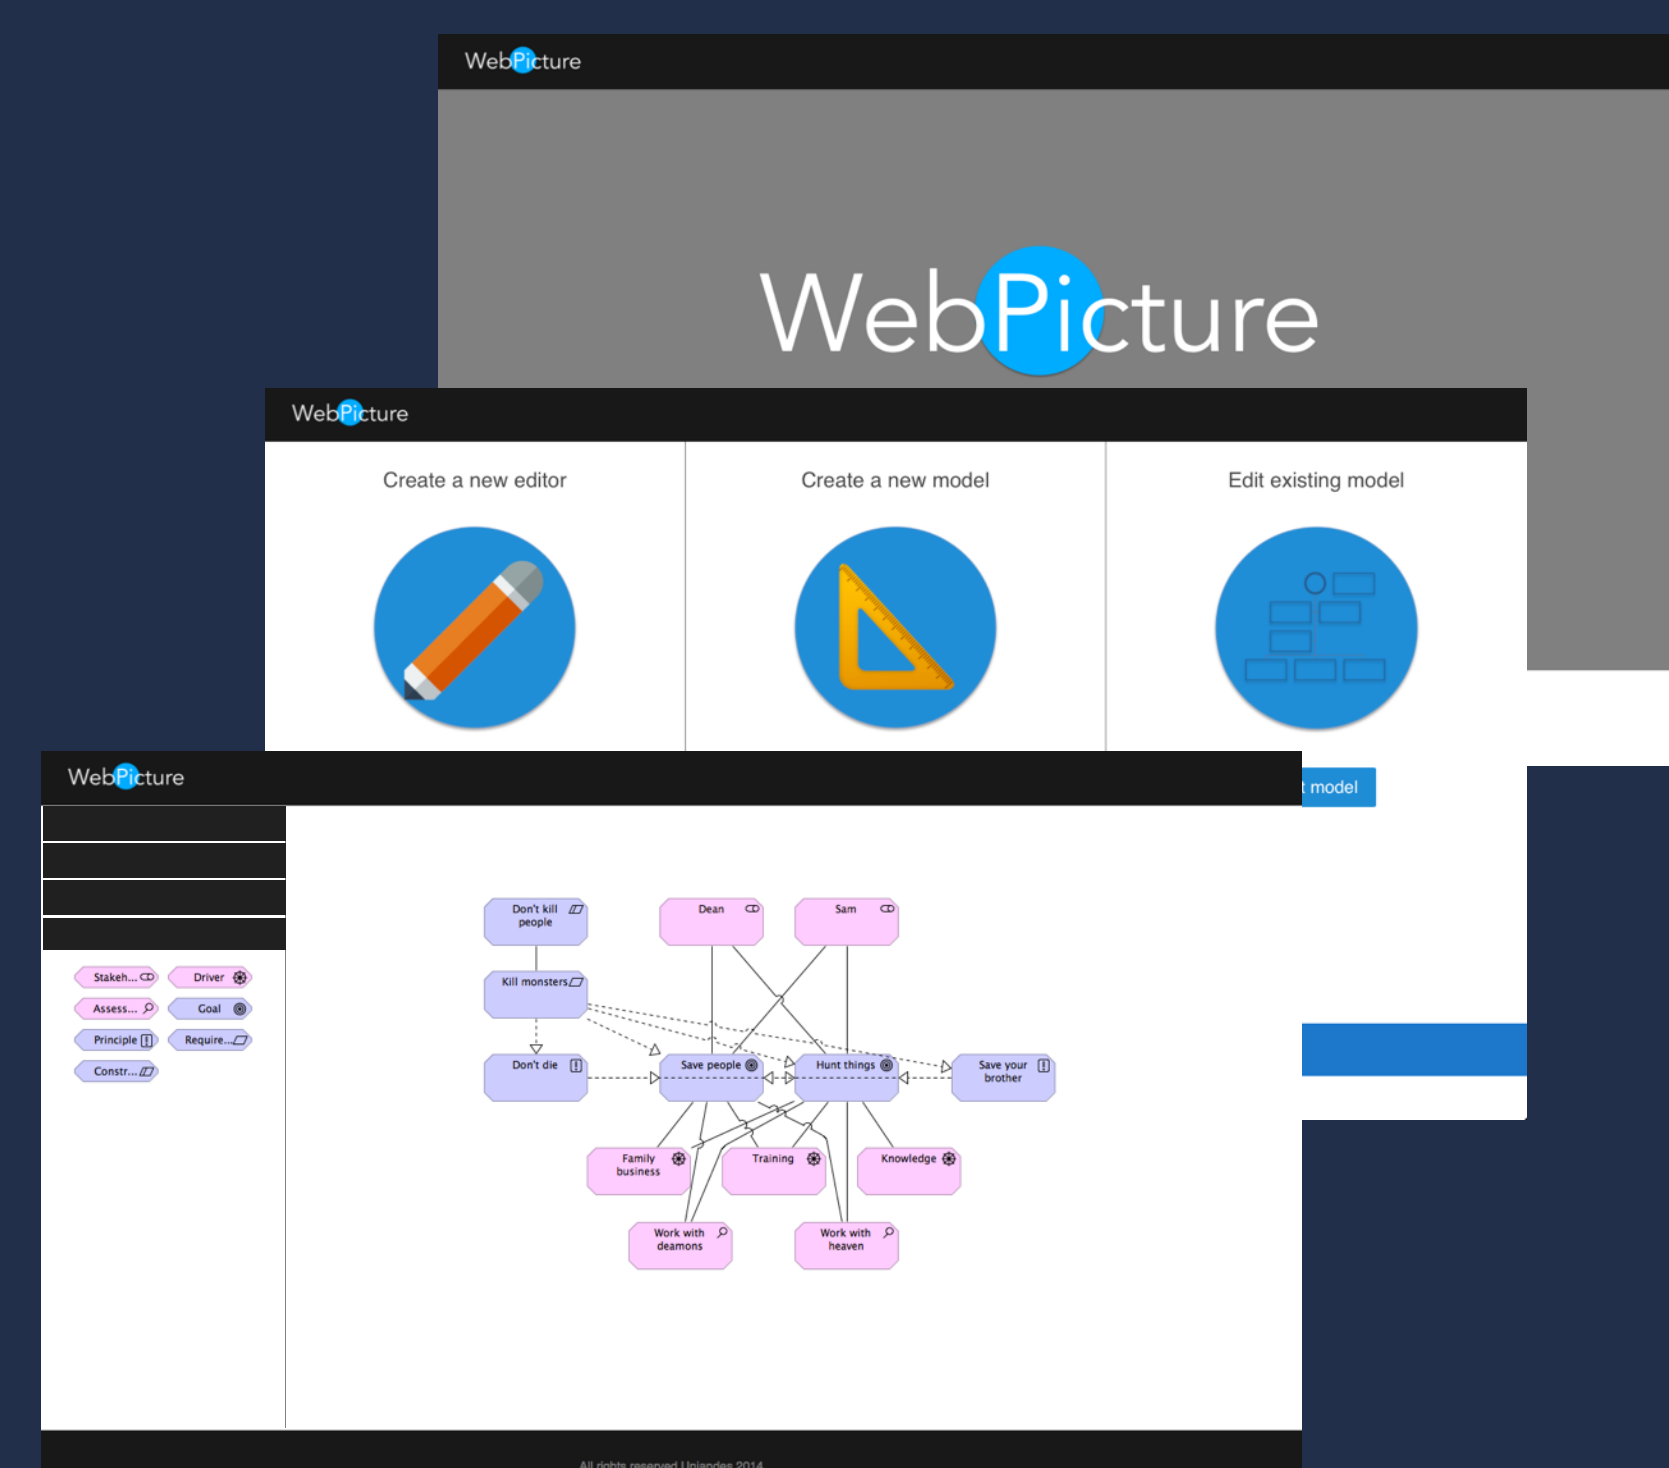 WebPicture
WebPicture
WebPicture
Create a new editor
Create a new model
Edit existing model
model
WebPicture
Stakeh...
Driver
Assess...
Goal
Principle
Require...
Constr...
Don't kill
people
Dean
Sam
Kill monsters
Don't die
Save people
Hunt things
Save your
brother
Family
business
Training
Knowledge
Work with
deamons
Work with
heaven
All rights reserved Uniandes 2014